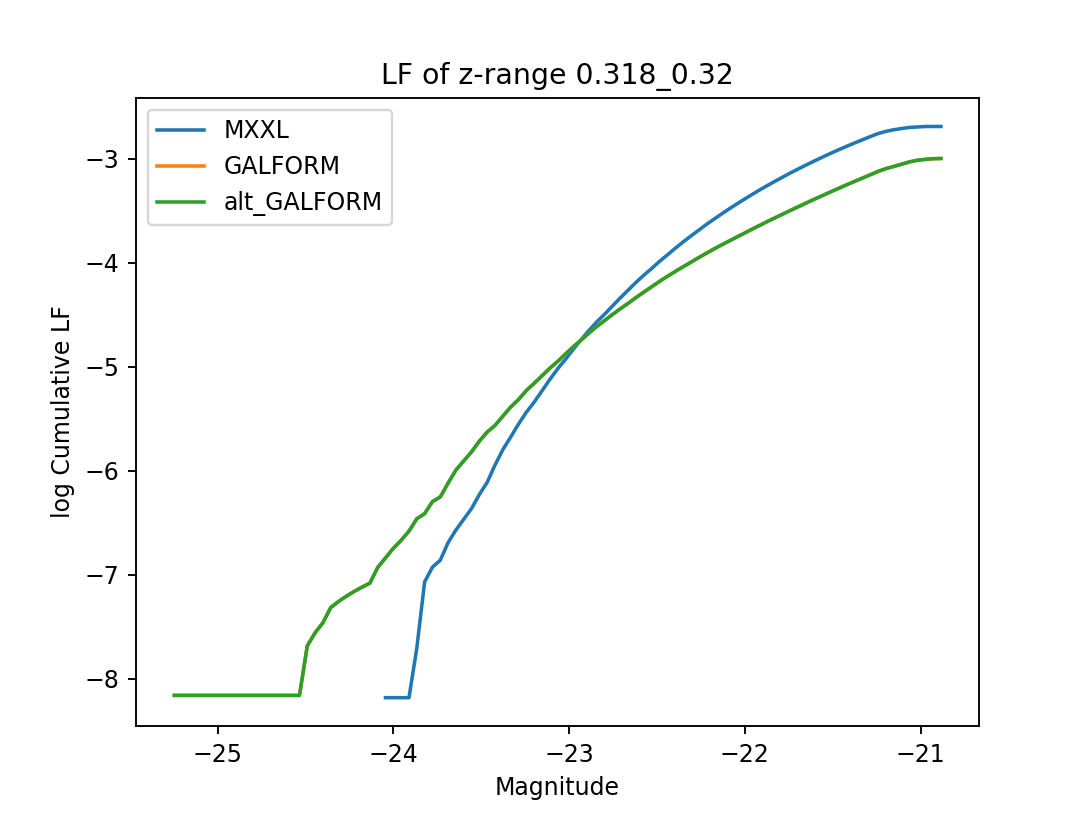 LF of z-range 0.318_0.32
MXXL
GALFORM
alt_GALFORM
log Cumulative LF
−3
−4
−5
−6
−7
−8
−25 −24 −23 −22 −21
Magnitude